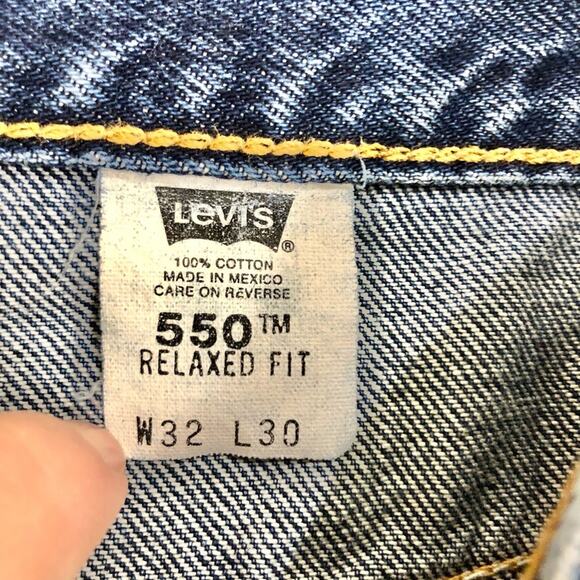 Levi's ®
100% COTTON
MADE IN MEXICO
CARE ON REVERSE
550™
RELAXED FIT
W32 L30